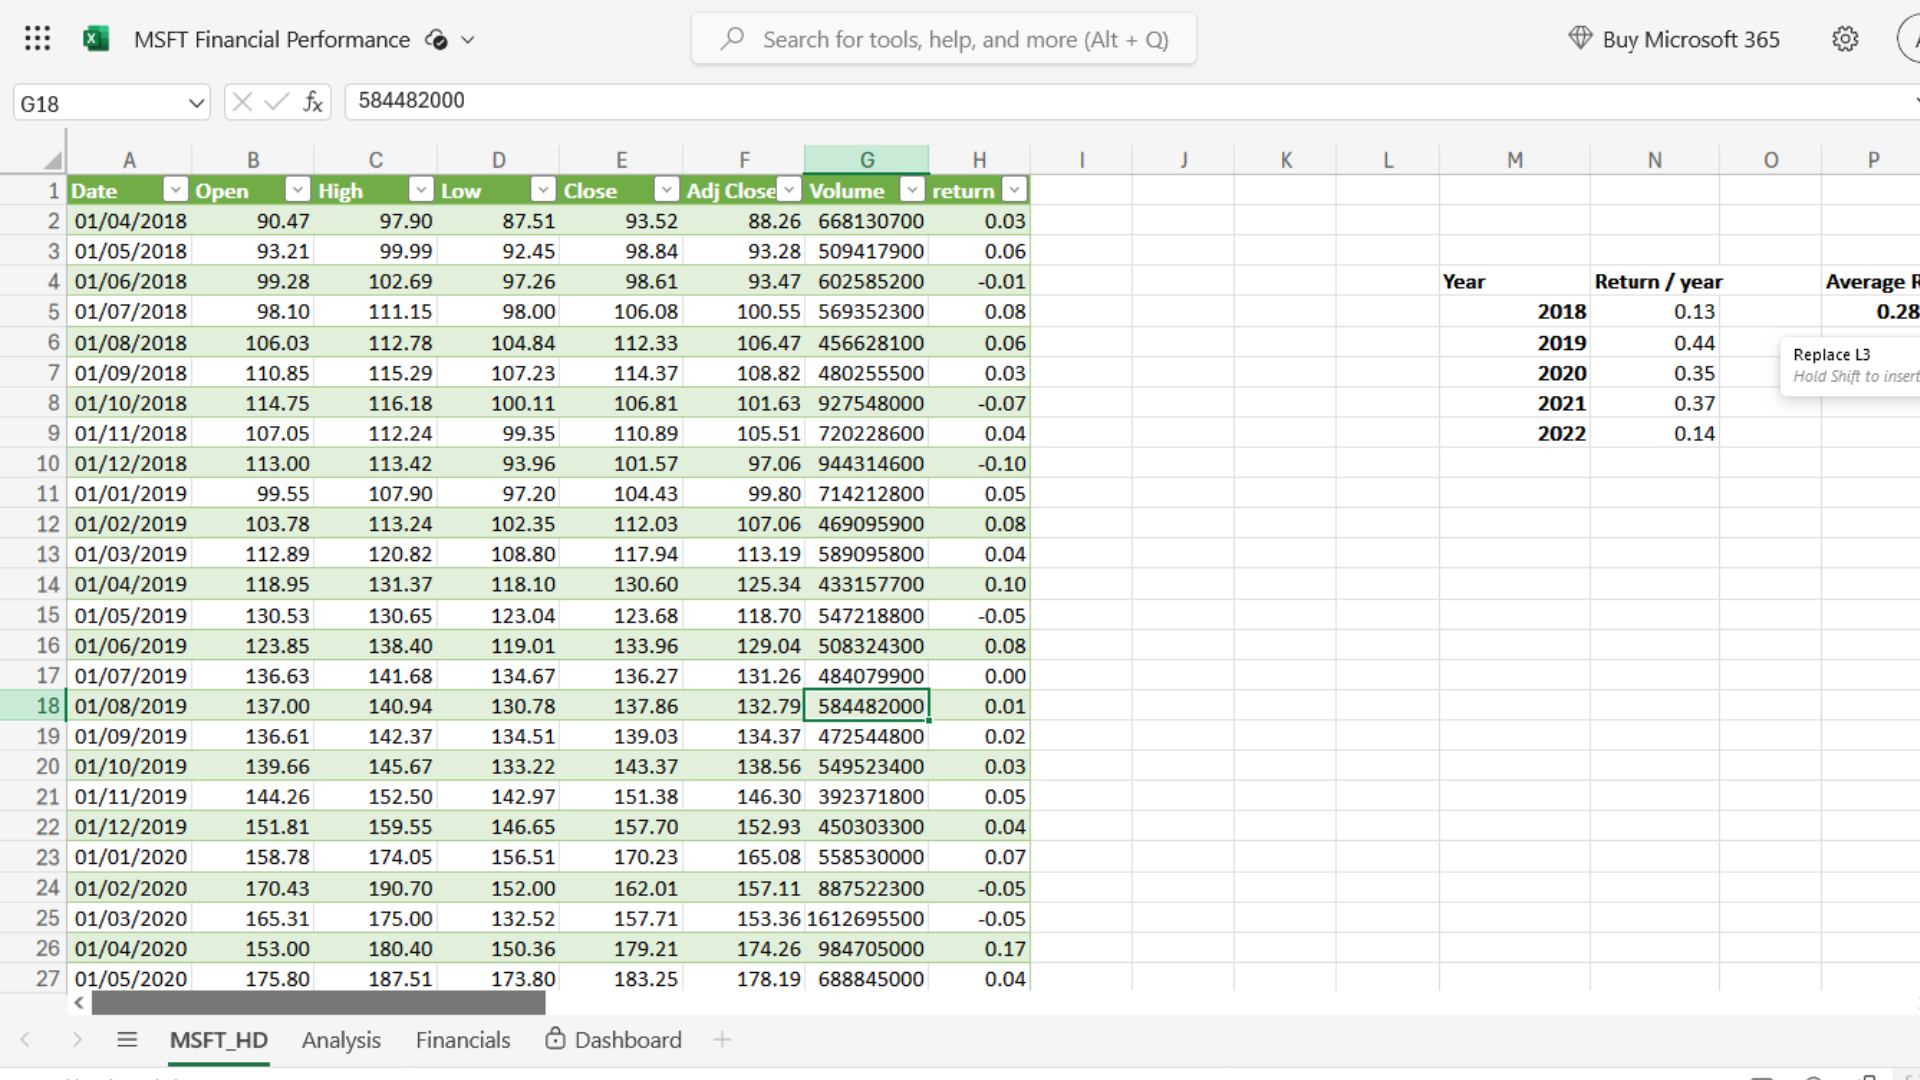 MSFT Financial Performance
Search for tools, help, and more (Alt + Q)
Buy Microsoft 365
G18
fx
584482000
A B C D E F G H I J K L M N O P
1 Date Open High Low Close Adj Close Volume return
2 01/04/2018 90.47 97.90 87.51 93.52 88.26 668130700 0.03
3 01/05/2018 93.21 99.99 92.45 98.84 93.28 509417900 0.06
4 01/06/2018 99.28 102.69 97.26 98.61 93.47 602585200 -0.01 Year Return / year Average R
5 01/07/2018 98.10 111.15 98.00 106.08 100.55 569352300 0.08 2018 0.13 0.28
6 01/08/2018 106.03 112.78 104.84 112.33 106.47 456628100 0.06 2019 0.44
Replace L3
7 01/09/2018 110.85 115.29 107.23 114.37 108.82 480255500 0.03 2020 0.35
Hold Shift to insert
8 01/10/2018 114.75 116.18 100.11 106.81 101.63 927548000 -0.07 2021 0.37
9 01/11/2018 107.05 112.24 99.35 110.89 105.51 720228600 0.04 2022 0.14
10 01/12/2018 113.00 113.42 93.96 101.57 97.06 944314600 -0.10
11 01/01/2019 99.55 107.90 97.20 104.43 99.80 714212800 0.05
12 01/02/2019 103.78 113.24 102.35 112.03 107.06 469095900 0.08
13 01/03/2019 112.89 120.82 108.80 117.94 113.19 589095800 0.04
14 01/04/2019 118.95 131.37 118.10 130.60 125.34 433157700 0.10
15 01/05/2019 130.53 130.65 123.04 123.68 118.70 547218800 -0.05
16 01/06/2019 123.85 138.40 119.01 133.96 129.04 508324300 0.08
17 01/07/2019 136.63 141.68 134.67 136.27 131.26 484079900 0.00
18 01/08/2019 137.00 140.94 130.78 137.86 132.79 584482000 0.01
19 01/09/2019 136.61 142.37 134.51 139.03 134.37 472544800 0.02
20 01/10/2019 139.66 145.67 133.22 143.37 138.56 549523400 0.03
21 01/11/2019 144.26 152.50 142.97 151.38 146.30 392371800 0.05
22 01/12/2019 151.81 159.55 146.65 157.70 152.93 450303300 0.04
23 01/01/2020 158.78 174.05 156.51 170.23 165.08 558530000 0.07
24 01/02/2020 170.43 190.70 152.00 162.01 157.11 887522300 -0.05
25 01/03/2020 165.31 175.00 132.52 157.71 153.36 1612695500 -0.05
26 01/04/2020 153.00 180.40 150.36 179.21 174.26 984705000 0.17
27 01/05/2020 175.80 187.51 173.80 183.25 178.19 688845000 0.04
MSFT_HD Analysis Financials Dashboard